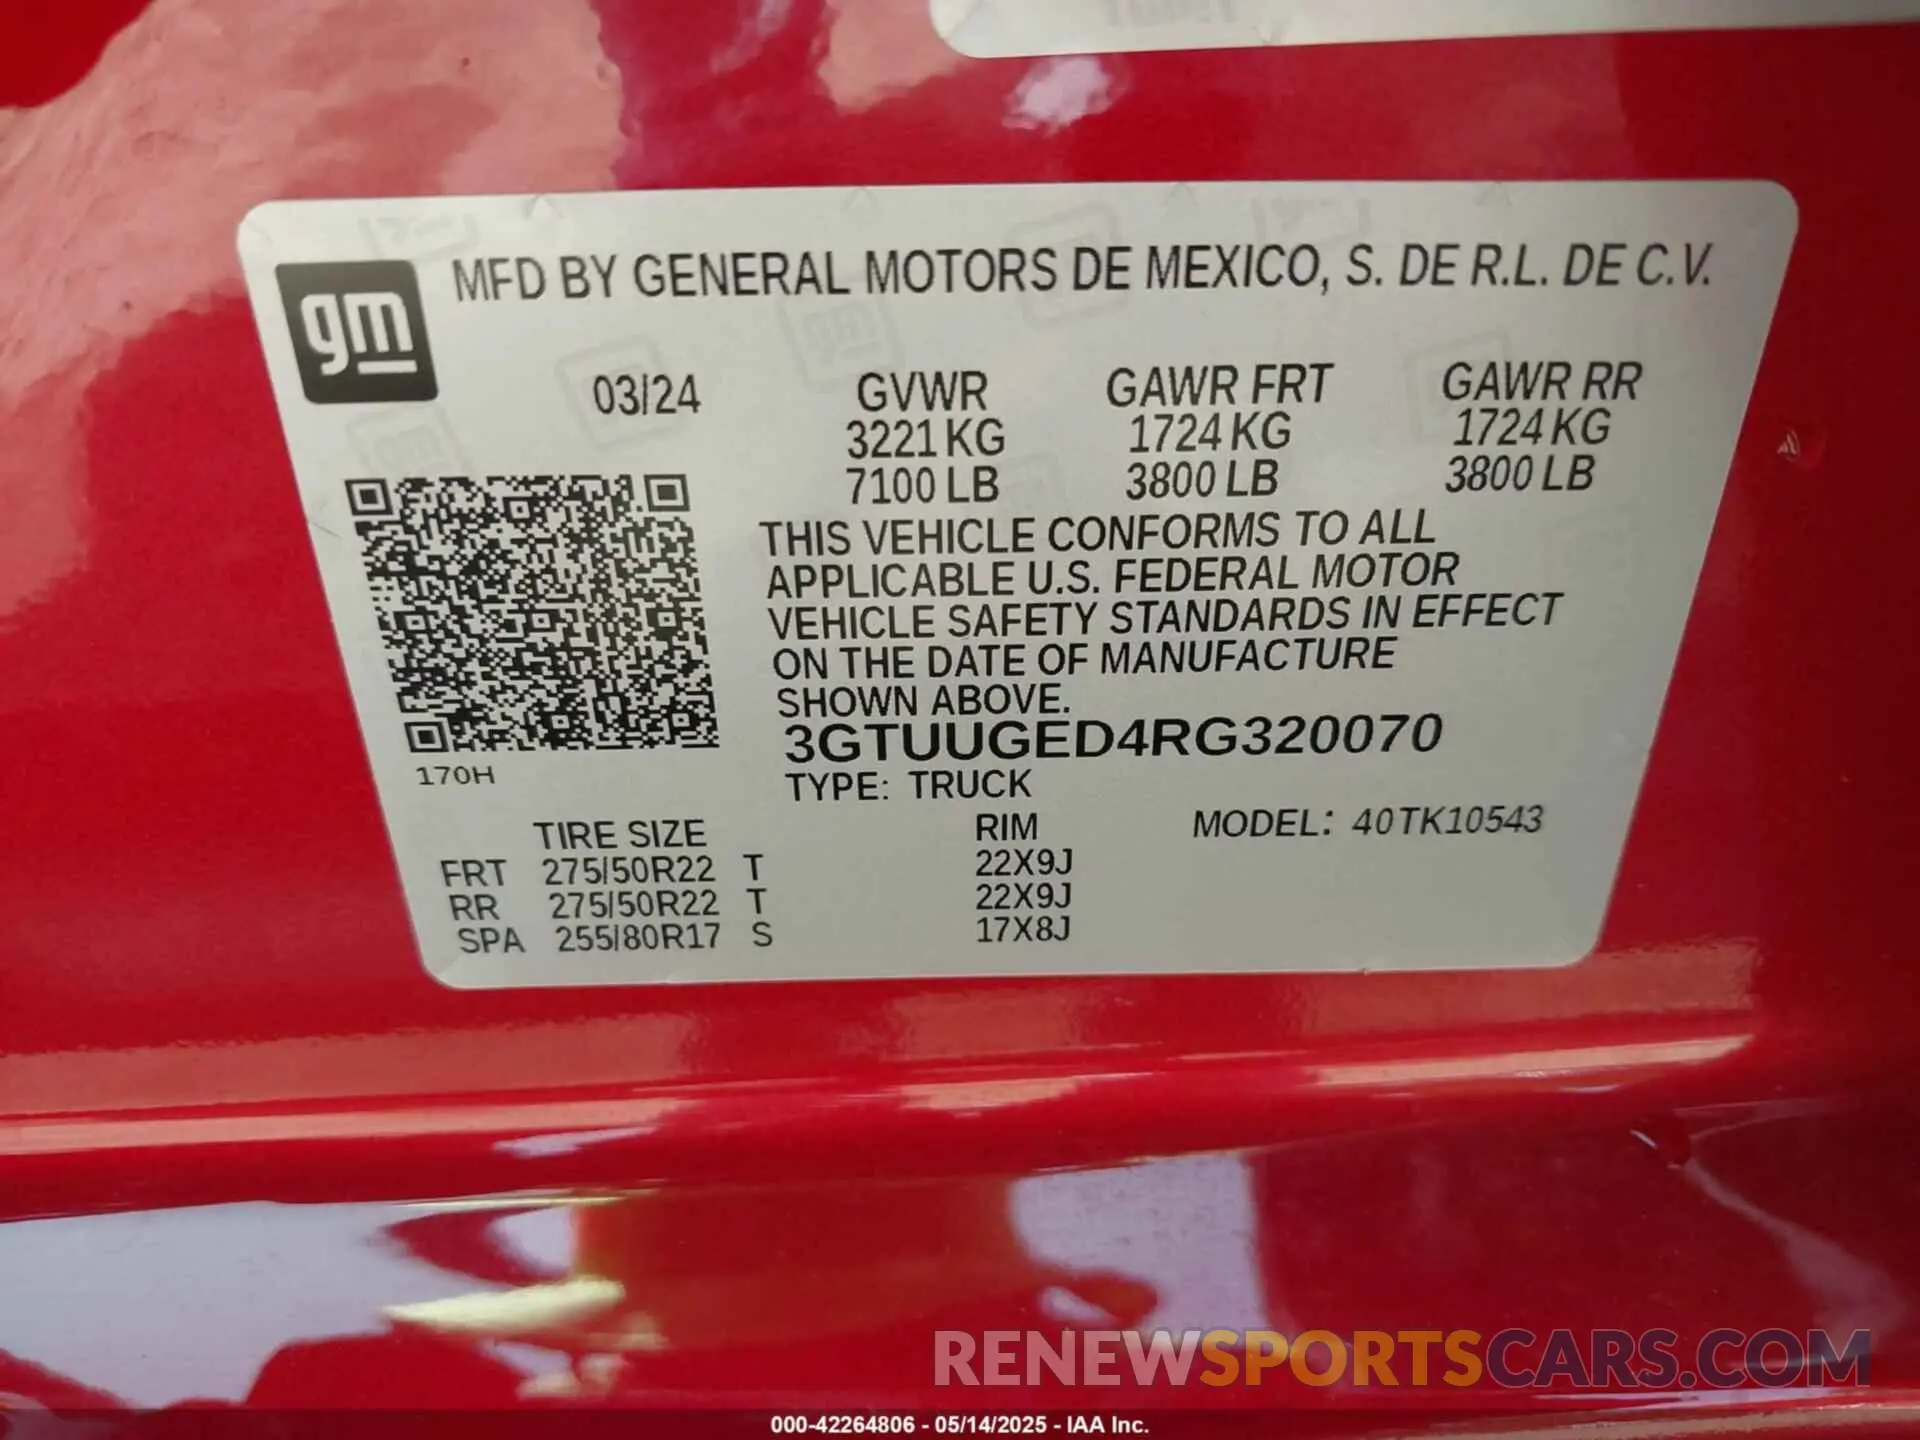 gm
MFD BY GENERAL MOTORS DE MEXICO, S. DE R.L. DE C.V.
03/24 GVWR GAWR FRT GAWR RR
3221 KG 1724 KG 1724 KG
7100 LB 3800 LB 3800 LB
THIS VEHICLE CONFORMS TO ALL
APPLICABLE U.S. FEDERAL MOTOR
VEHICLE SAFETY STANDARDS IN EFFECT
ON THE DATE OF MANUFACTURE
SHOWN ABOVE.
3GTUUGED4RG320070
170H
TYPE: TRUCK
TIRE SIZE RIM MODEL: 40TK10543
FRT 275/50R22 T 22X9J
RR 275/50R22 T 22X9J
SPA 255/80R17 S 17X8J
RENEWSPORTSCARS.COM
000-42264806 - 05/14/2025 - IAA Inc.